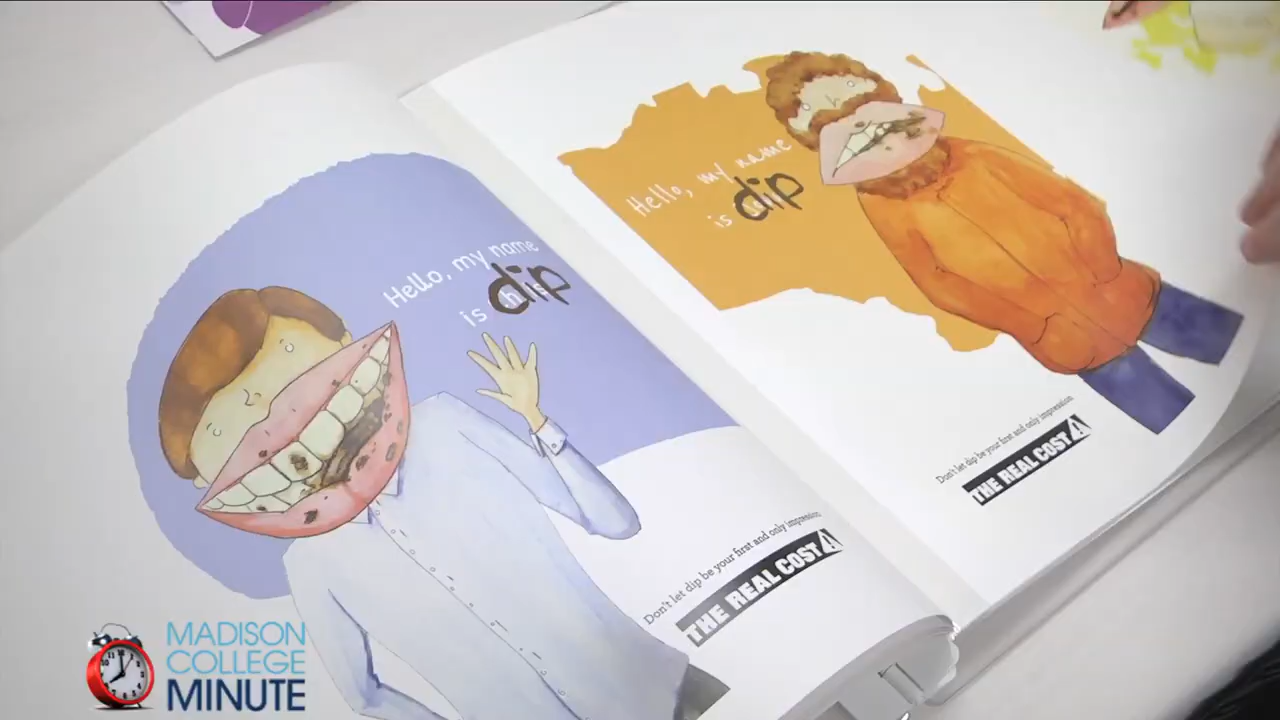 Hello, my name
is dip
Don't let dip be your first and only impression
THE REAL COST
Hello, my name
is dip
Don't let dip be your first and only impression
THE REAL COST
MADISON
COLLEGE
MINUTE